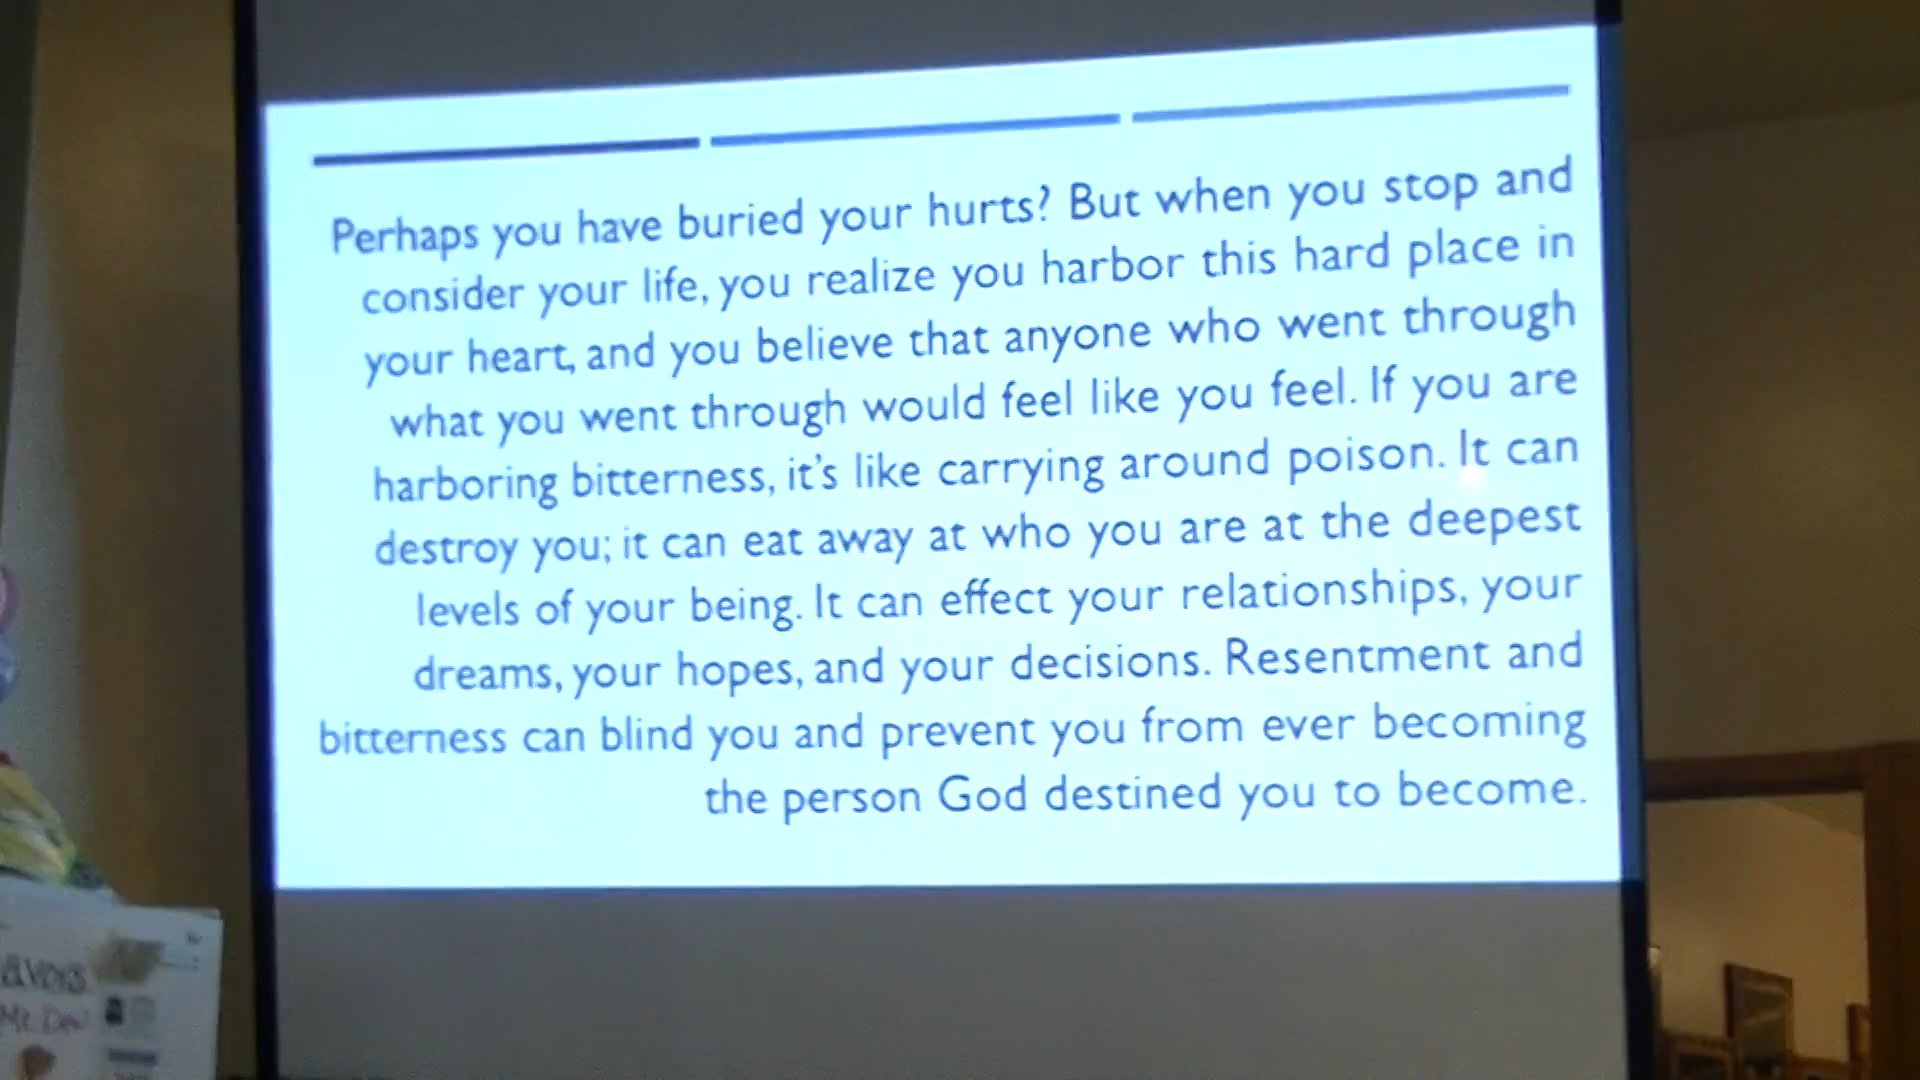 Perhaps you have buried your hurts? But when you stop and
consider your life, you realize you harbor this hard place in
your heart, and you believe that anyone who went through
what you went through would feel like you feel. If you are
harboring bitterness, it's like carrying around poison. It can
destroy you; it can eat away at who you are at the deepest
levels of your being. It can effect your relationships, your
dreams, your hopes, and your decisions. Resentment and
bitterness can blind you and prevent you from ever becoming
the person God destined you to become.